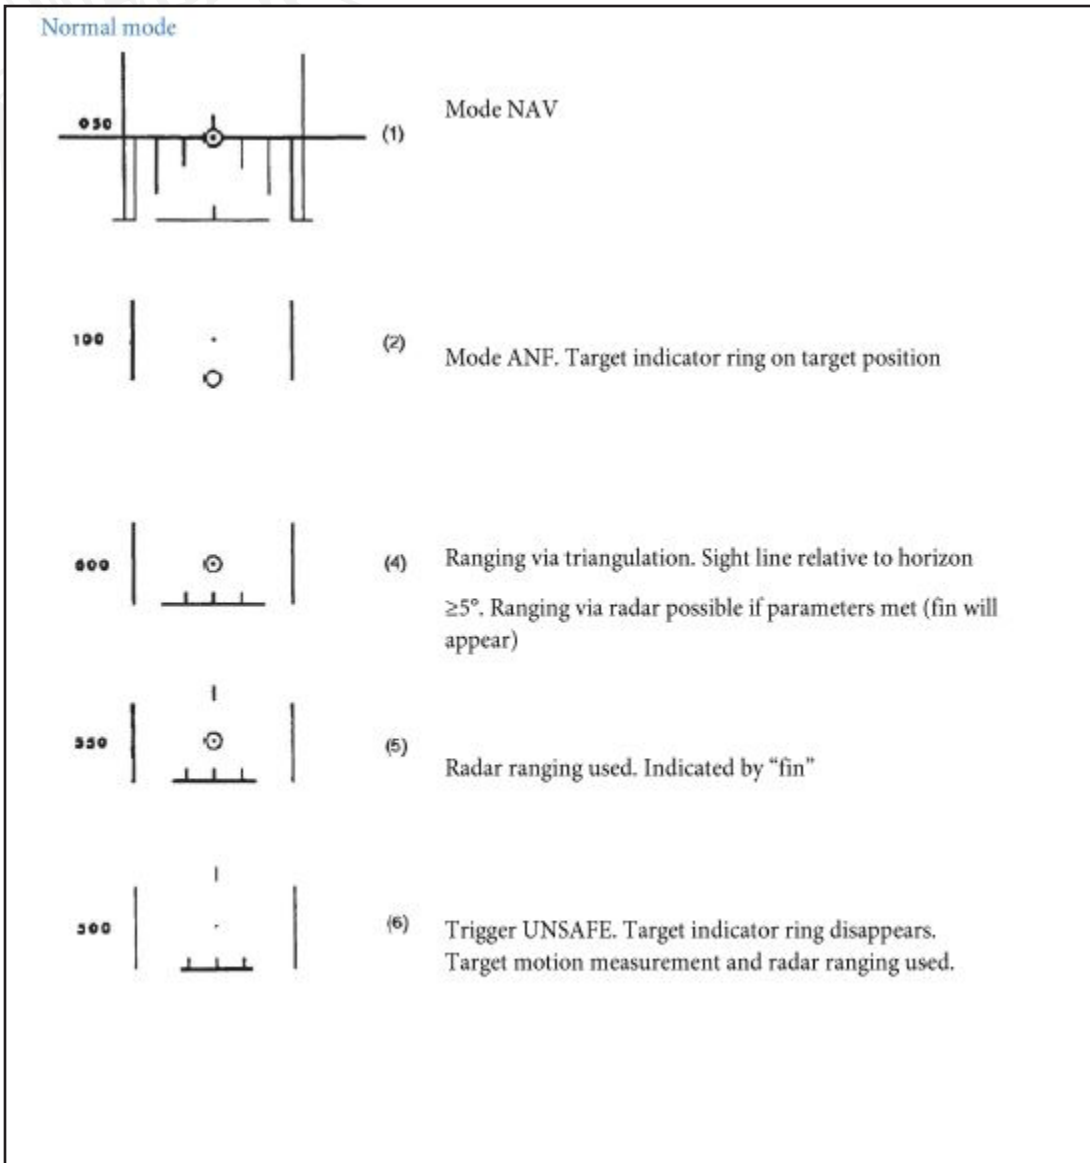 Normal mode
050
(1)
Mode NAV
100
(2)
Mode ANF. Target indicator ring on target position
600
(4)
Ranging via triangulation. Sight line relative to horizon
≥5°. Ranging via radar possible if parameters met (fin will
appear)
550
(5)
Radar ranging used. Indicated by “fin”
500
(6)
Trigger UNSAFE. Target indicator ring disappears.
Target motion measurement and radar ranging used.